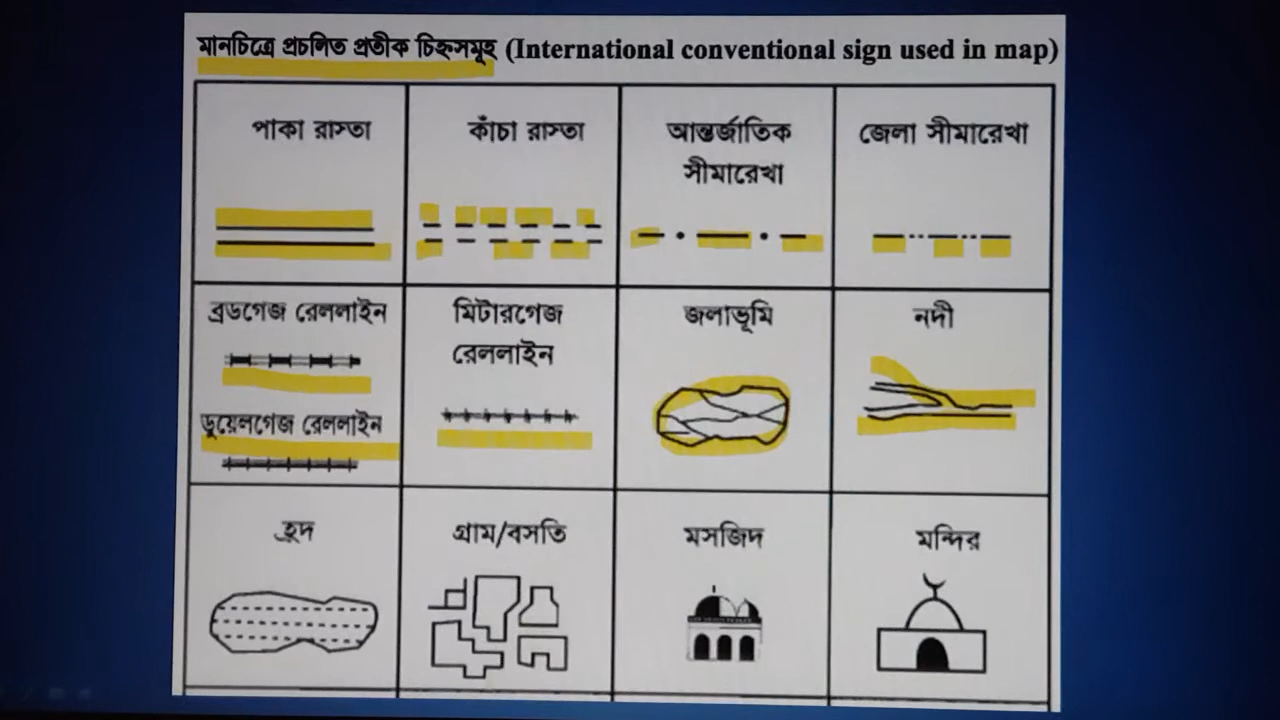 মানচিত্রে প্রচলিত প্রতীক চিহ্নসমূহ (International conventional sign used in map)
পাকা রাস্তা
কাঁচা রাস্তা
আন্তর্জাতিক
সীমারেখা
জেলা সীমারেখা
ব্রডগেজ রেললাইন
ডুয়েলগেজ রেললাইন
মিটারগেজ
রেললাইন
জলাভূমি
নদী
হ্রদ
গ্রাম/বসতি
মসজিদ
মন্দির